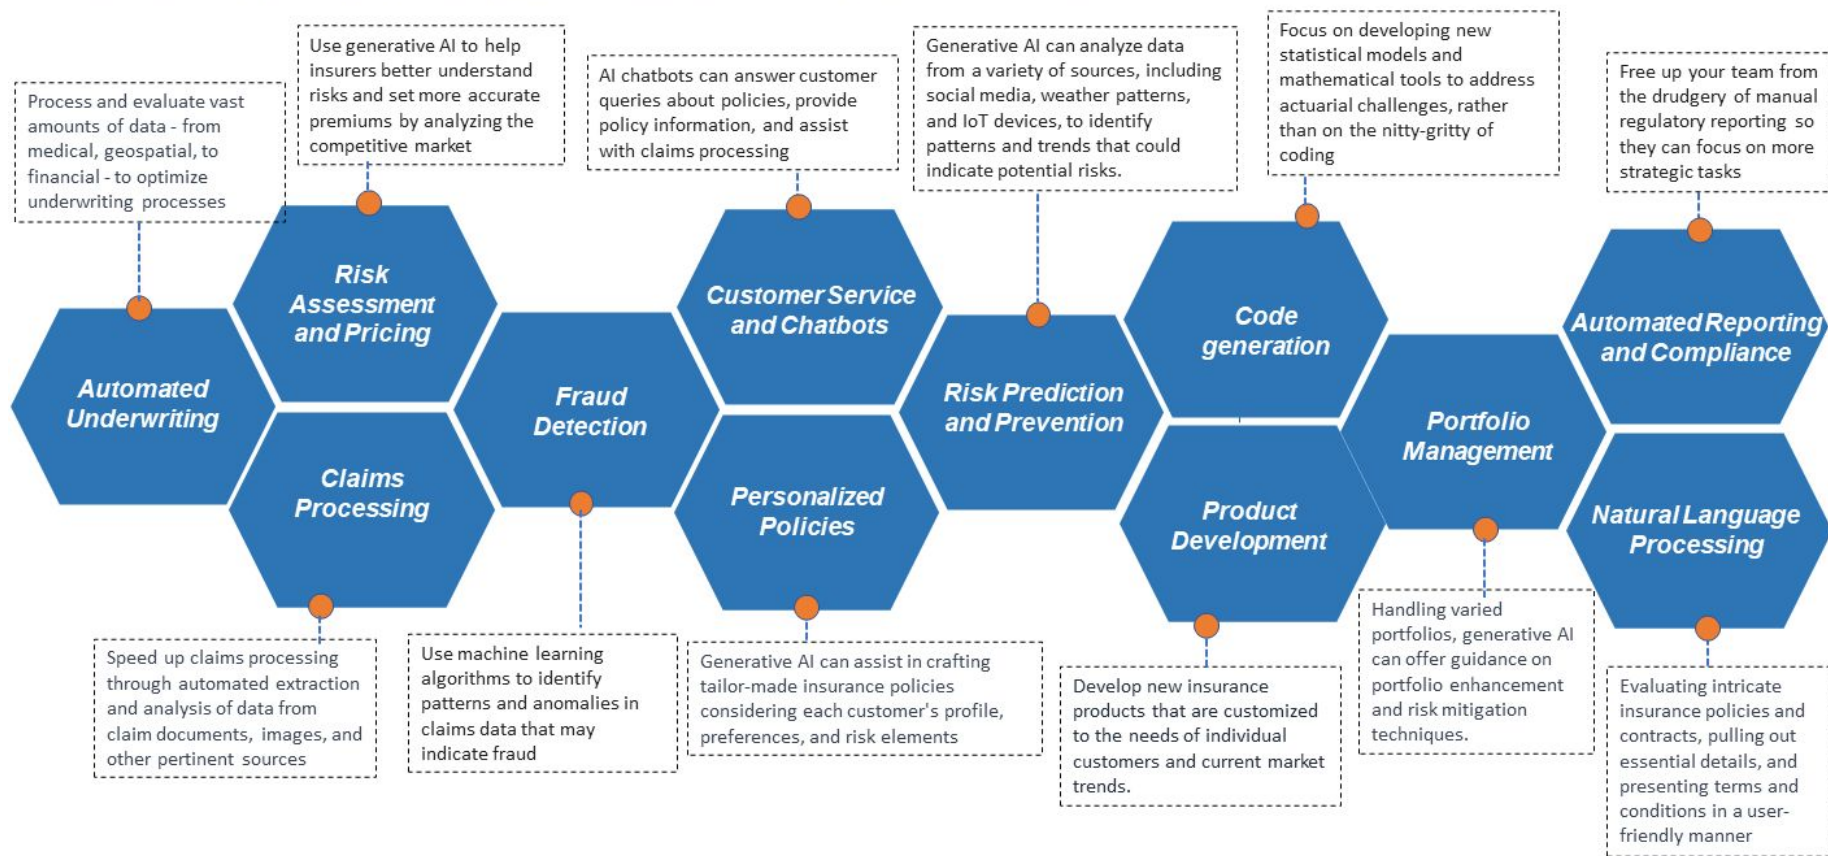 Process and evaluate vast
amounts of data - from
medical, geospatial, to
financial - to optimize
underwriting processes
Use generative AI to help
insurers better understand
risks and set more accurate
premiums by analyzing the
competitive market
AI chatbots can answer customer
queries about policies, provide
policy information, and assist
with claims processing
Generative AI can analyze data
from a variety of sources, including
social media, weather patterns,
and IoT devices, to identify
patterns and trends that could
indicate potential risks.
Focus on developing new
statistical models and
mathematical tools to address
actuarial challenges, rather
than on the nitty-gritty of
coding
Free up your team from
the drudgery of manual
regulatory reporting so
they can focus on more
strategic tasks
Automated
Underwriting
Risk
Assessment
and Pricing
Claims
Processing
Fraud
Detection
Customer Service
and Chatbots
Personalized
Policies
Risk Prediction
and Prevention
Code
generation
Product
Development
Portfolio
Management
Automated Reporting
and Compliance
Natural Language
Processing
Speed up claims processing
through automated extraction
and analysis of data from
claim documents, images, and
other pertinent sources
Use machine learning
algorithms to identify
patterns and anomalies in
claims data that may
indicate fraud
Generative AI can assist in crafting
tailor-made insurance policies
considering each customer's profile,
preferences, and risk elements
Develop new insurance
products that are customized
to the needs of individual
customers and current market
trends.
Handling varied
portfolios, generative AI
can offer guidance on
portfolio enhancement
and risk mitigation
techniques.
Evaluating intricate
insurance policies and
contracts, pulling out
essential details, and
presenting terms and
conditions in a user-
friendly manner